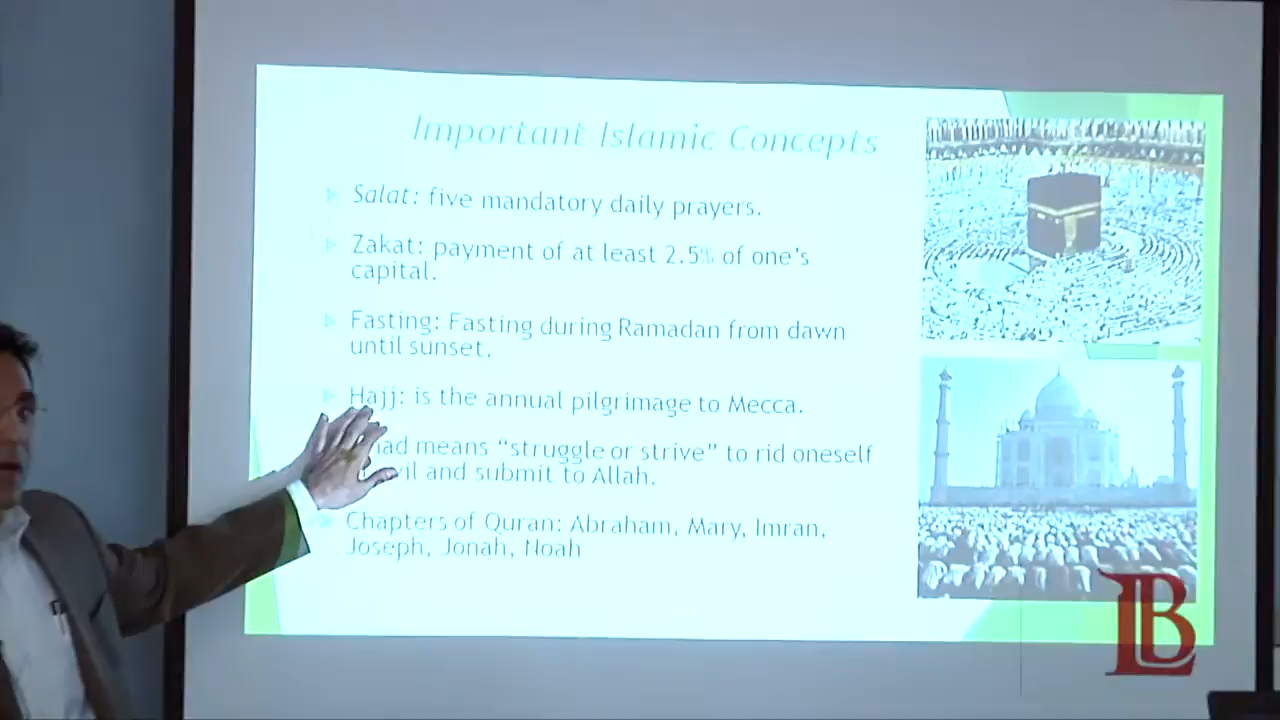 Important Islamic Concepts
Salat: five mandatory daily prayers.
Zakat: payment of at least 2.5% of one's
capital.
Fasting: Fasting during Ramadan from dawn
until sunset.
Hajj: is the annual pilgrimage to Mecca.
means "struggle or strive" to rid oneself
and submit to Allah.
Chapters of Quran: Abraham, Mary, Imran,
Joseph, Jonah, Noah
LB